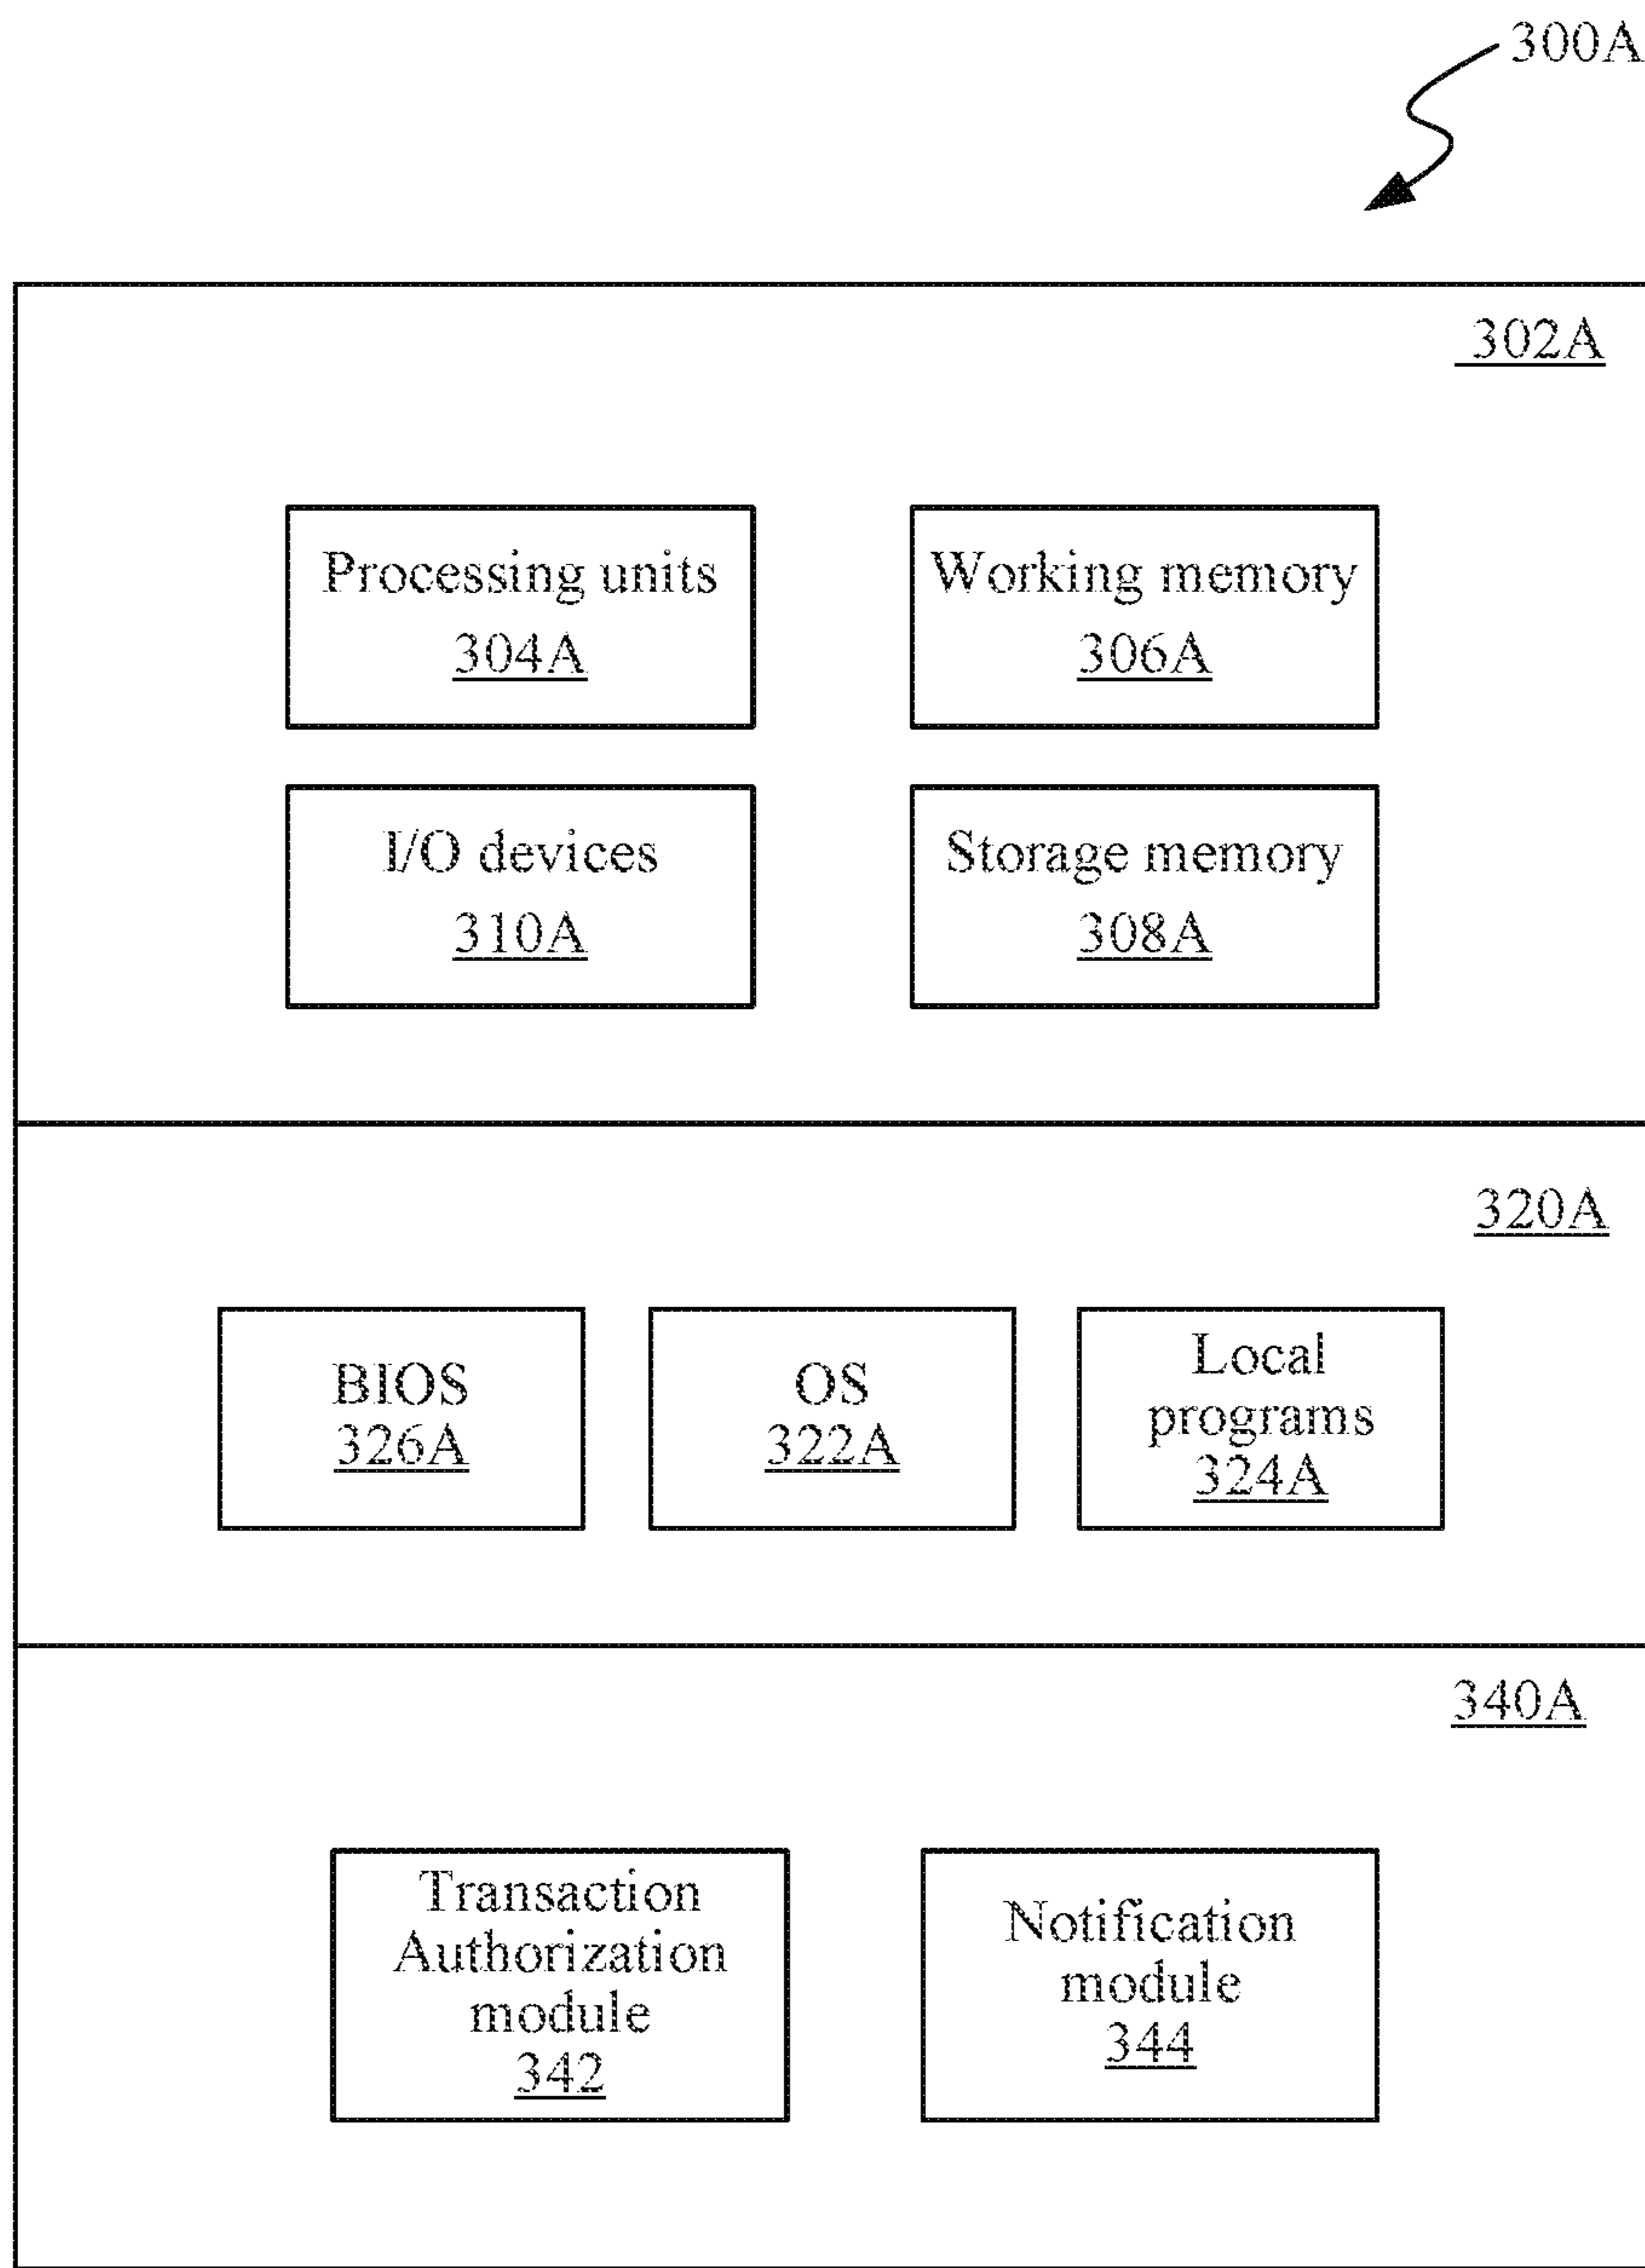 300A
302A
Processing units
304A
Working memory
306A
I/O devices
310A
Storage memory
308A
320A
BIOS
326A
OS
322A
Local
programs
324A
340A
Transaction
Authorization
module
342
Notification
module
344